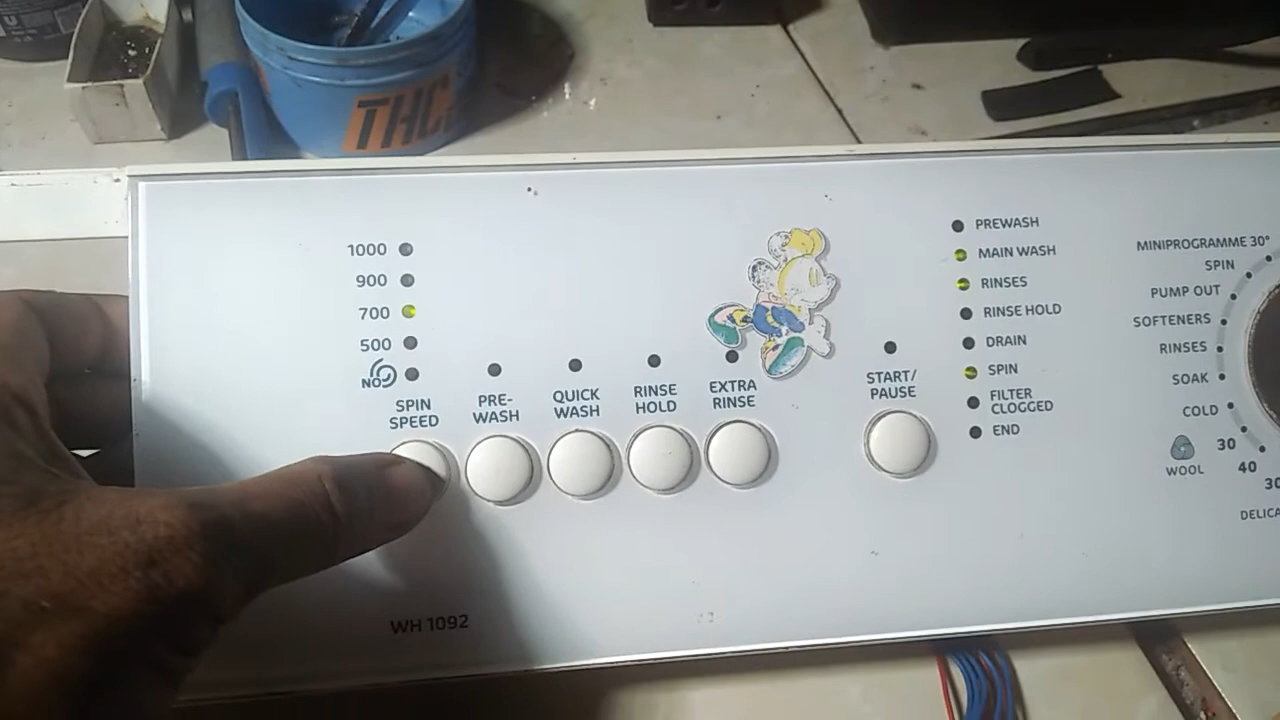 THC
1000
900
700
500
NO
SPIN
SPEED
PRE-
WASH
QUICK
WASH
RINSE
HOLD
EXTRA
RINSE
START/
PAUSE
PREWASH
MAIN WASH
RINSES
RINSE HOLD
DRAIN
SPIN
FILTER
CLOGGED
END
MINIPROGRAMME 30°
SPIN
PUMP OUT
SOFTENERS
RINSES
SOAK
COLD
30
40
30
WOOL
DELICA
WH 1092